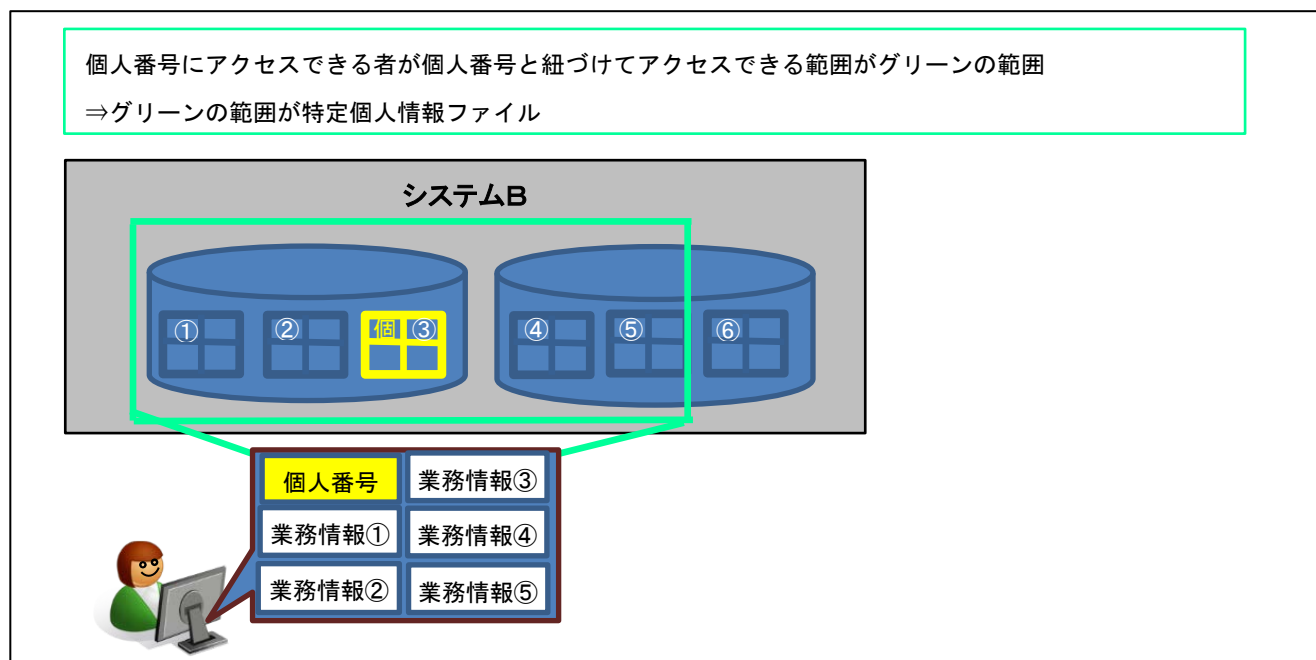 個人番号にアクセスできる者が個人番号と紐づけてアクセスできる範囲がグリーンの範囲
⇒グリーンの範囲が特定個人情報ファイル
システムB
① ② 個 ③ ④ ⑤ ⑥
個人番号 業務情報③
業務情報① 業務情報④
業務情報② 業務情報⑤